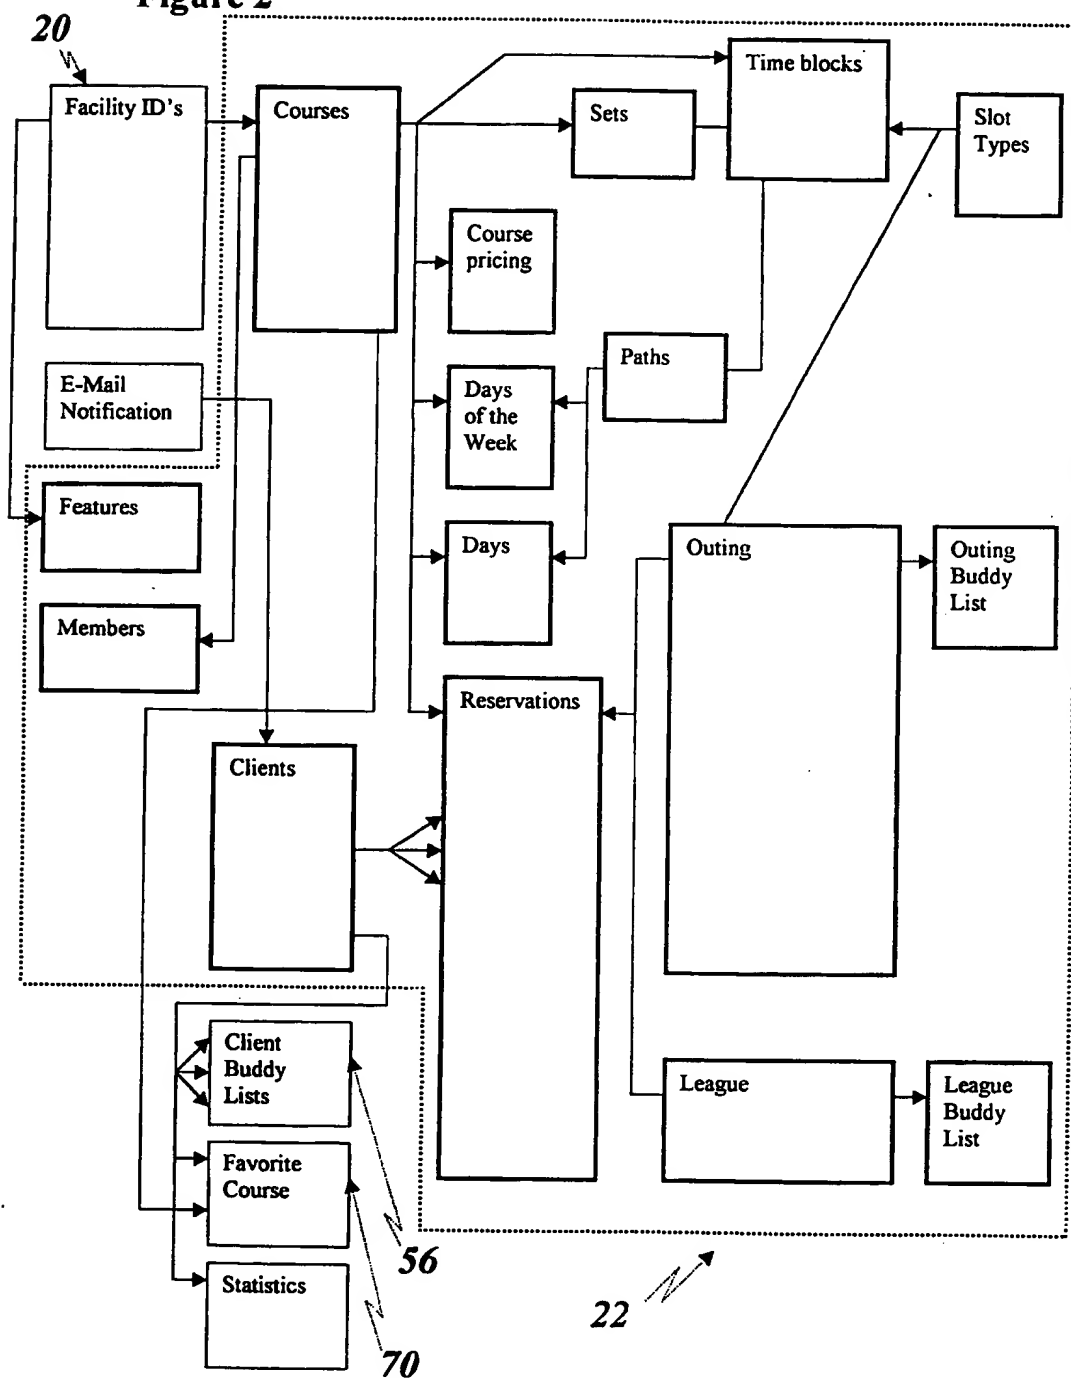 Figure 2
20
Facility ID's
Courses
Time blocks
Sets
Slot
Types
Course
pricing
E-Mail
Notification
Days
of the
Week
Paths
Features
Days
Outing
Outing
Buddy
List
Members
Reservations
Clients
Client
Buddy
Lists
League
League
Buddy
List
Favorite
Course
56
Statistics
22
70